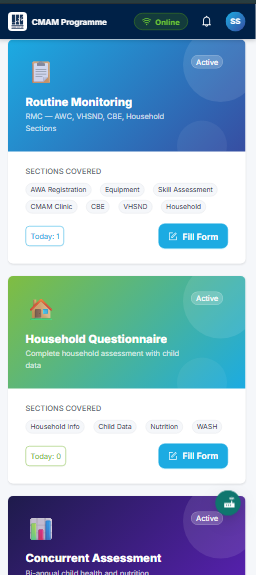 CMAM Programme
Online
SS
Active
Routine Monitoring
RMC — AWC, VHSND, CBE, Household
Sections
SECTIONS COVERED
AWA Registration Equipment Skill Assessment
CMAM Clinic CBE VHSND Household
Today: 1
Fill Form
Active
Household Questionnaire
Complete household assessment with child
data
SECTIONS COVERED
Household Info Child Data Nutrition WASH
Today: 0
Fill Form
Active
Concurrent Assessment
Bi-annual child health and nutrition